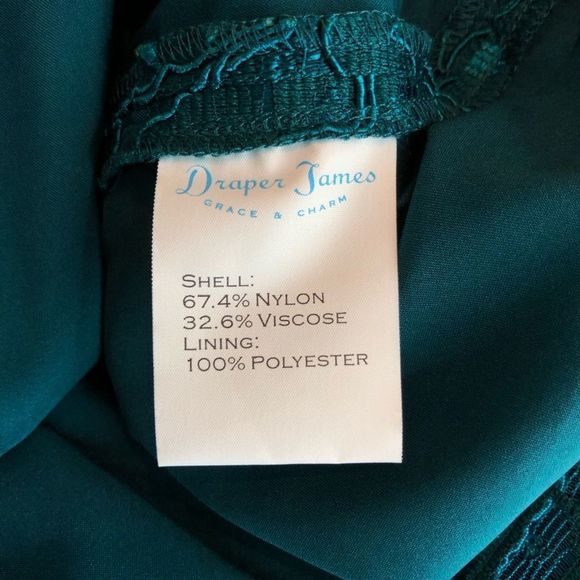 Draper James
GRACE & CHARM
SHELL:
67.4% NYLON
32.6% VISCOSE
LINING:
100% POLYESTER